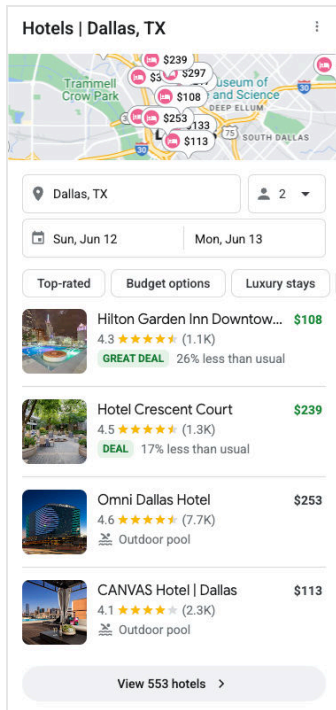 Hotels | Dallas, TX
$239
$297
Trammell
Crow Park
$108
Museum of
and Science
DEEP ELLUM
30
$253
133
75
SOUTH DALLAS
30
$113
Dallas, TX
2
Sun, Jun 12
Mon, Jun 13
Top-rated
Budget options
Luxury stays
Hilton Garden Inn Downtow... $108
4.3 (1.1K)
GREAT DEAL 26% less than usual
Hotel Crescent Court $239
4.5 (1.3K)
DEAL 17% less than usual
Omni Dallas Hotel $253
4.6 (7.7K)
Outdoor pool
CANVAS Hotel | Dallas $113
4.1 (2.3K)
Outdoor pool
View 553 hotels